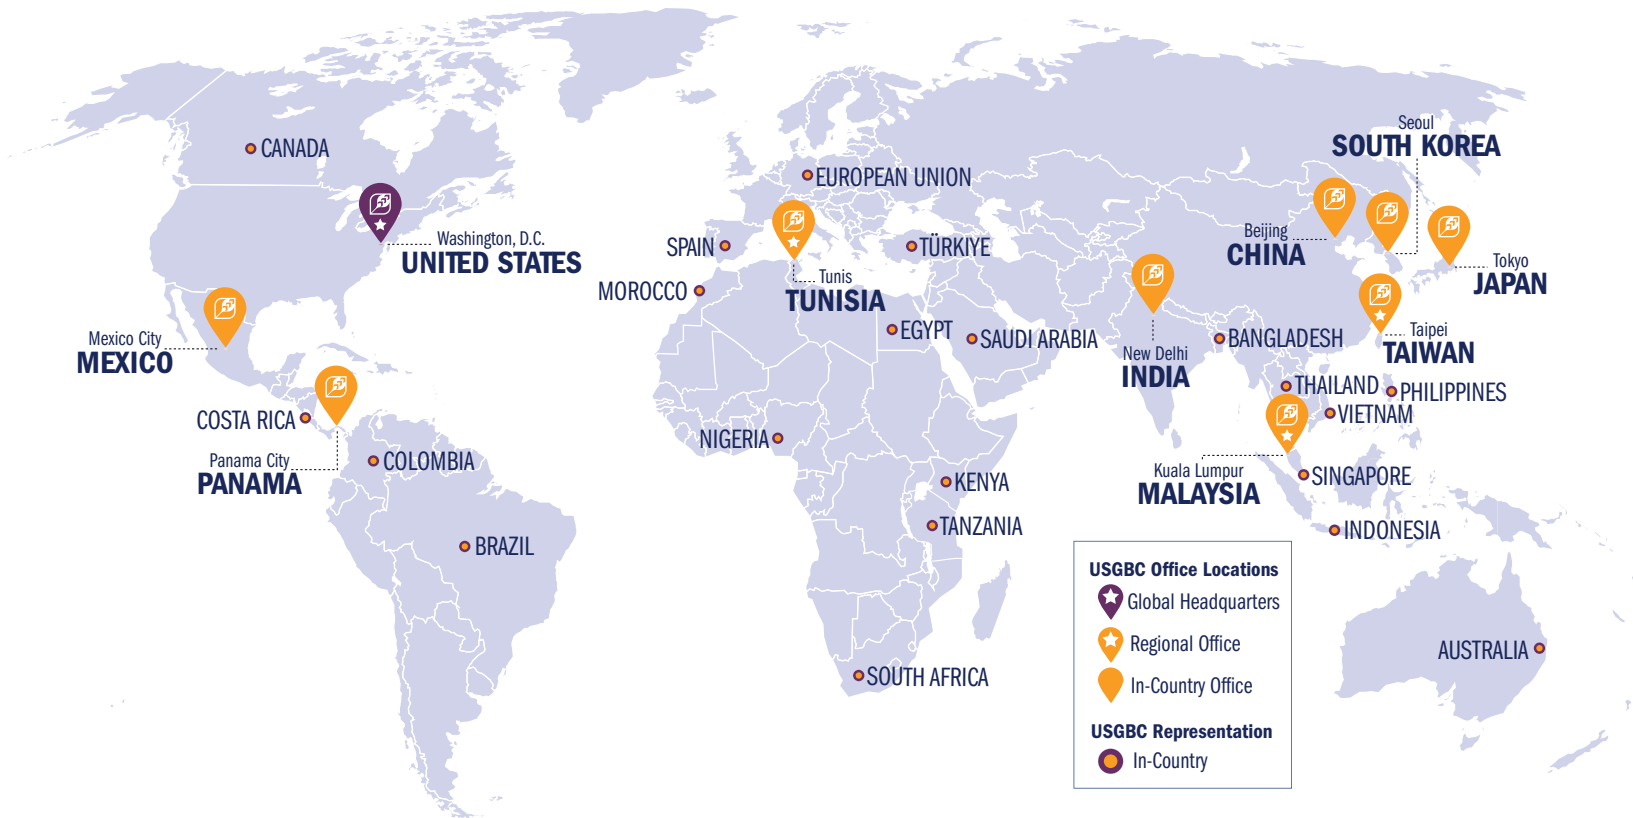 CANADA
Washington, D.C.
UNITED STATES
Mexico City
MEXICO
COSTA RICA
Panama City
PANAMA
COLOMBIA
BRAZIL
EUROPEAN UNION
SPAIN
TÜRKIYE
MOROCCO
Tunis
TUNISIA
EGYPT
SAUDI ARABIA
NIGERIA
KENYA
TANZANIA
SOUTH AFRICA
Seoul
SOUTH KOREA
Beijing
CHINA
Tokyo
JAPAN
Taipei
TAIWAN
New Delhi
INDIA
BANGLADESH
THAILAND
PHILIPPINES
VIETNAM
Kuala Lumpur
MALAYSIA
SINGAPORE
INDONESIA
AUSTRALIA
USGBC Office Locations
Global Headquarters
Regional Office
In-Country Office
USGBC Representation
In-Country